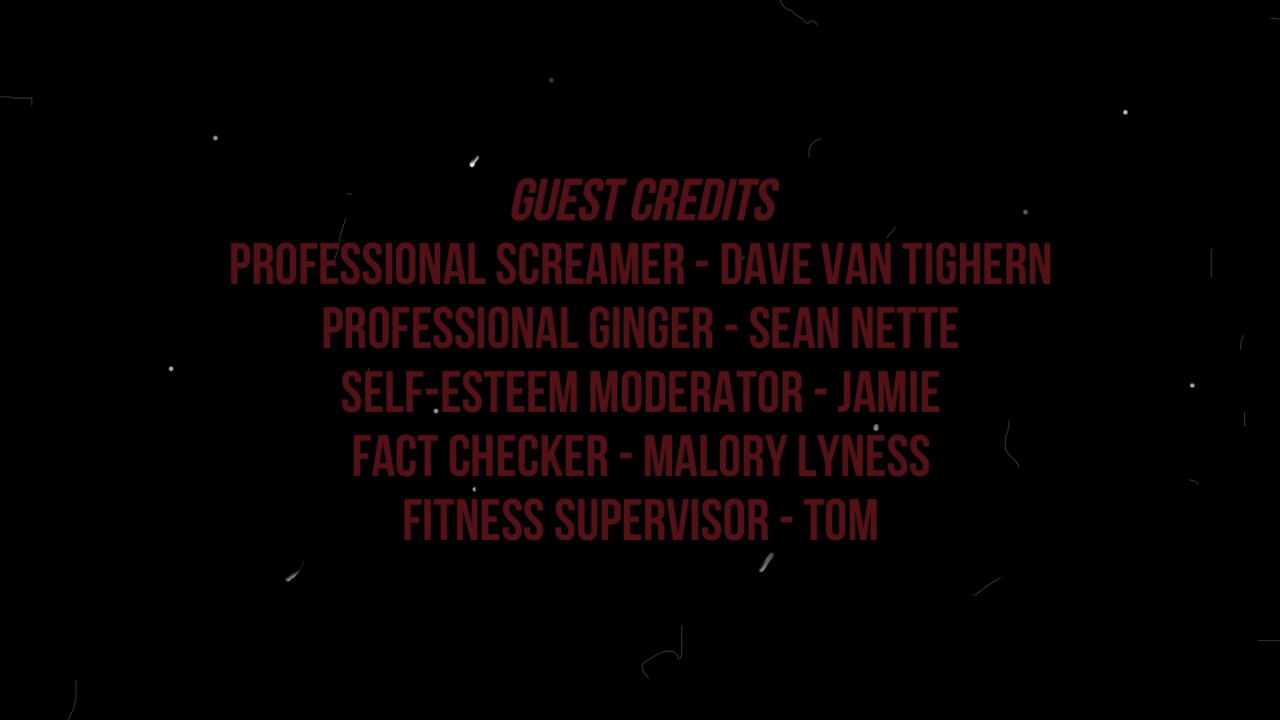 GUEST CREDITS
PROFESSIONAL SCREAMER - DAVE VAN TIGHERN
PROFESSIONAL GINGER - SEAN NETTE
SELF-ESTEEM MODERATOR - JAMIE
FACT CHECKER - MALORY LYNESS
FITNESS SUPERVISOR - TOM